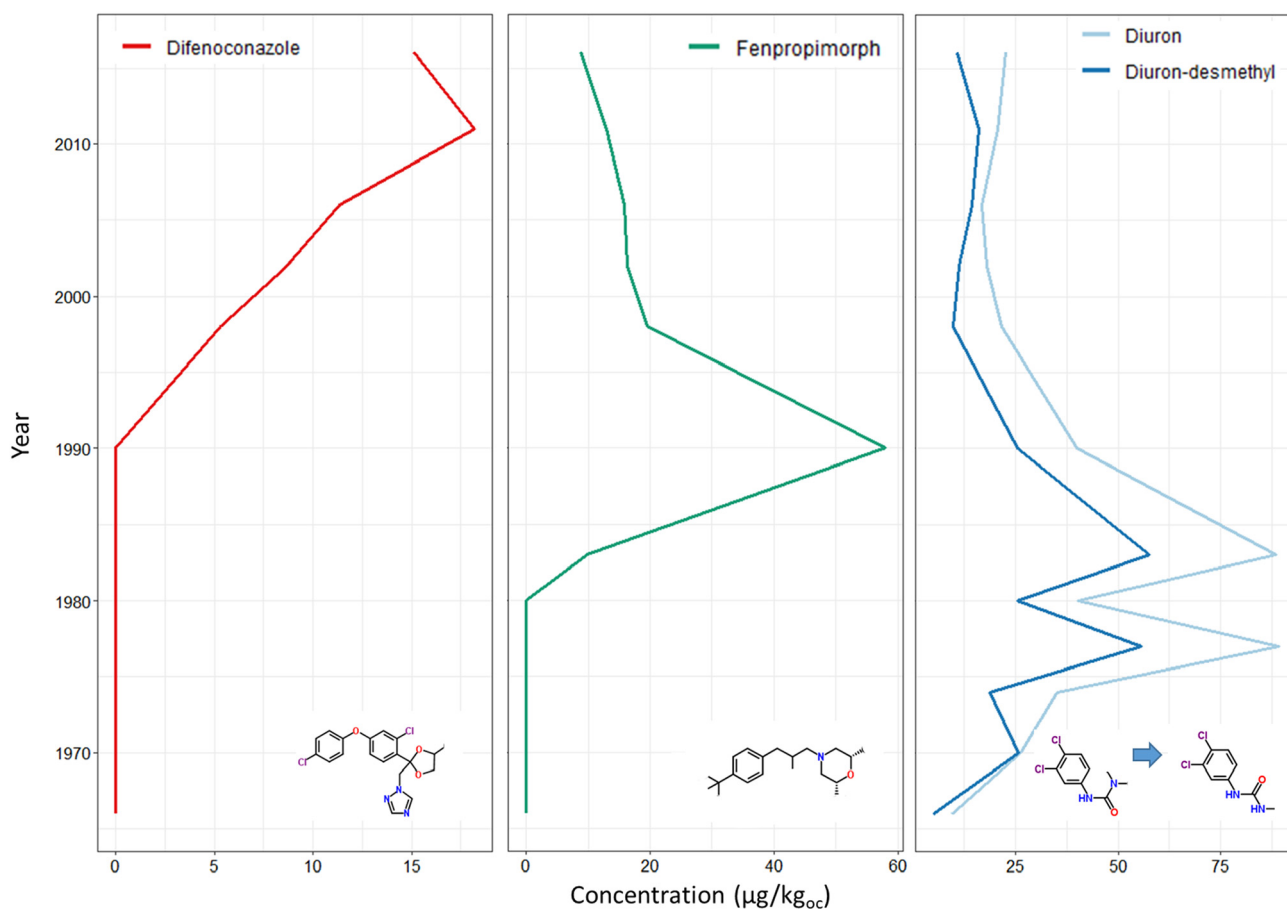 Difenoconazole
Fenpropimorph
Diuron
Diuron-desmethyl
Year
2010
2000
1990
1980
1970
Cl
O
Cl
O
O
N
N
N
N
O
Cl
Cl
N
HN
O
Cl
Cl
O
HN
HN
0 5 10 15
0 20 40 60
25 50 75
Concentration (µg/kgoc)